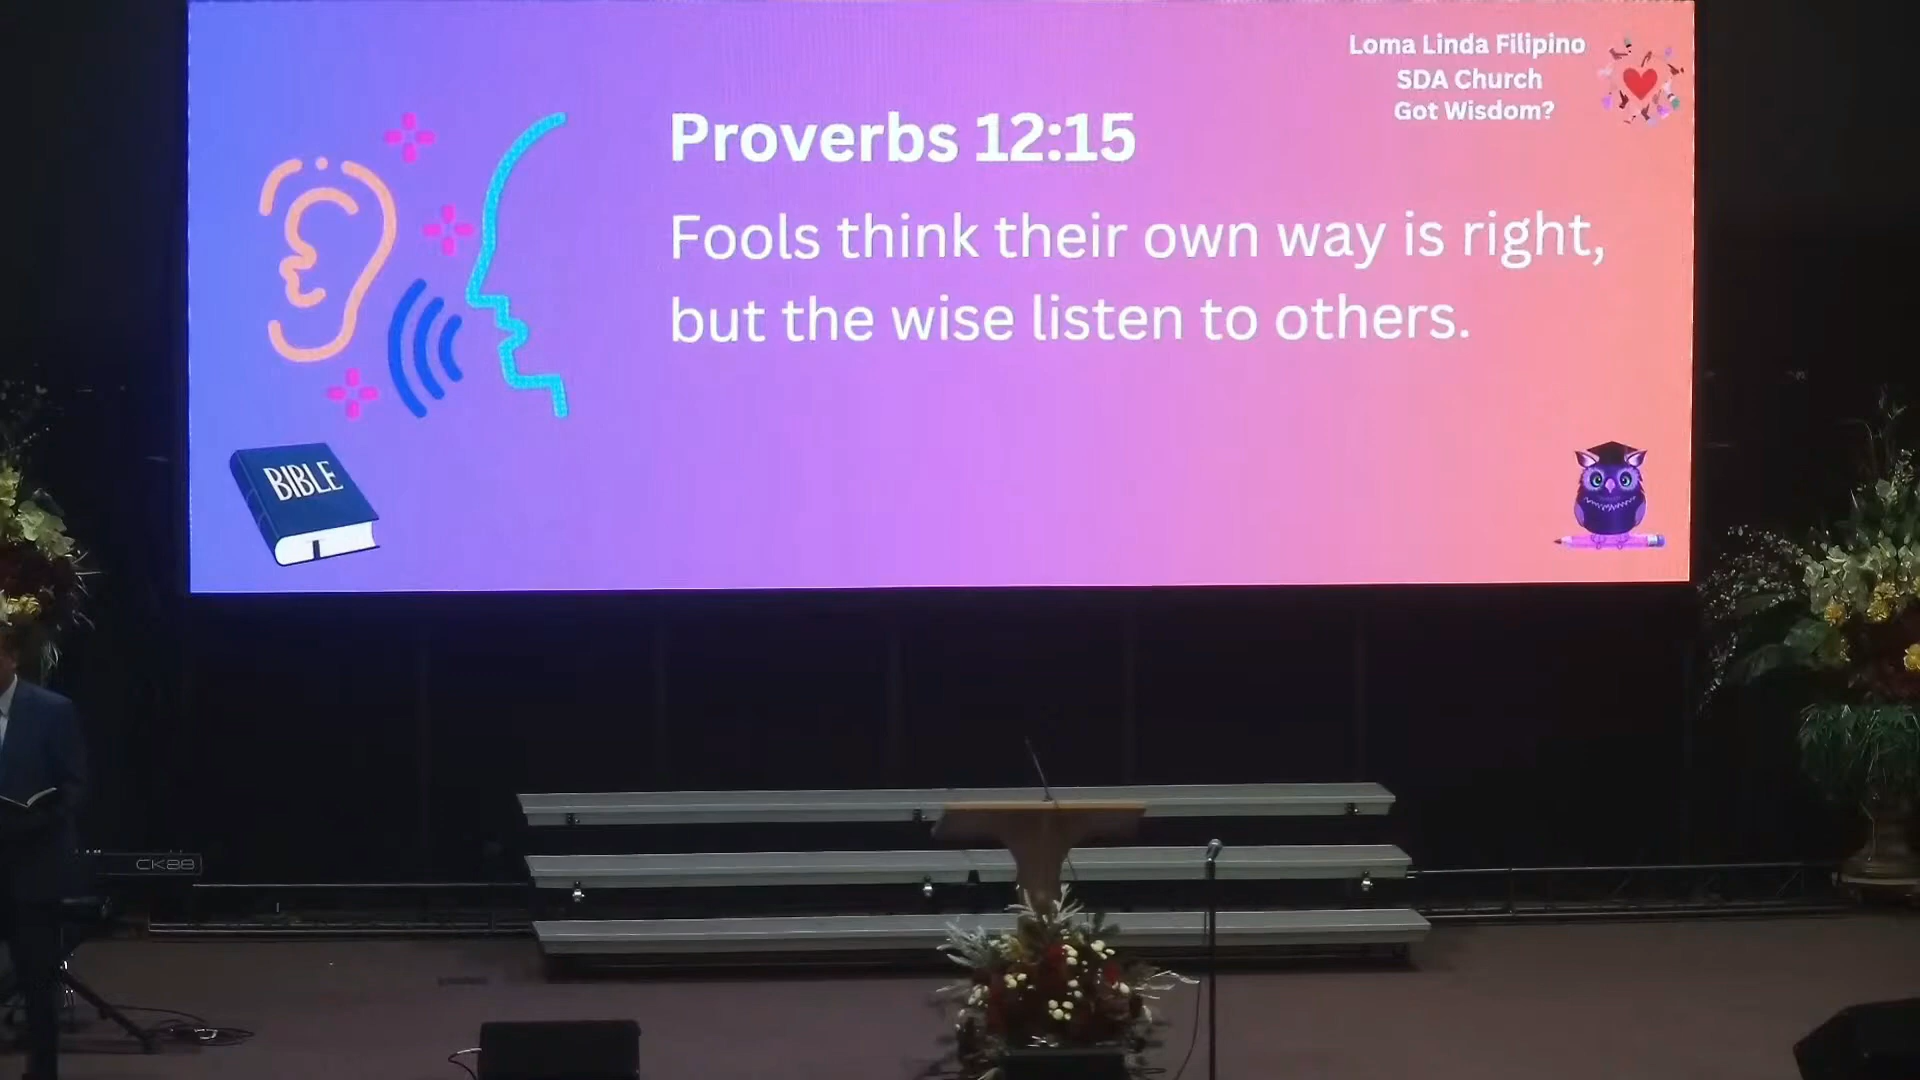 Loma Linda Filipino
SDA Church
Got Wisdom?
Proverbs 12:15
Fools think their own way is right,
but the wise listen to others.
BIBLE
CK88